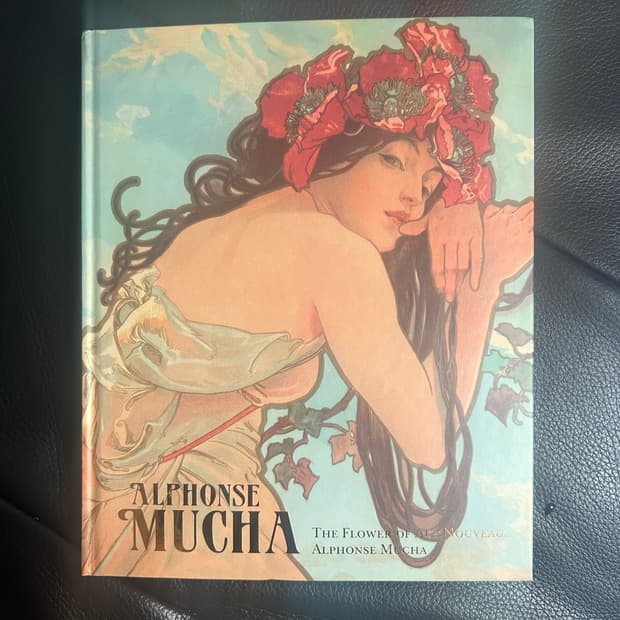 ALPHONSE
MUCHA
THE FLOWER OF ART NOUVEAU
ALPHONSE MUCHA